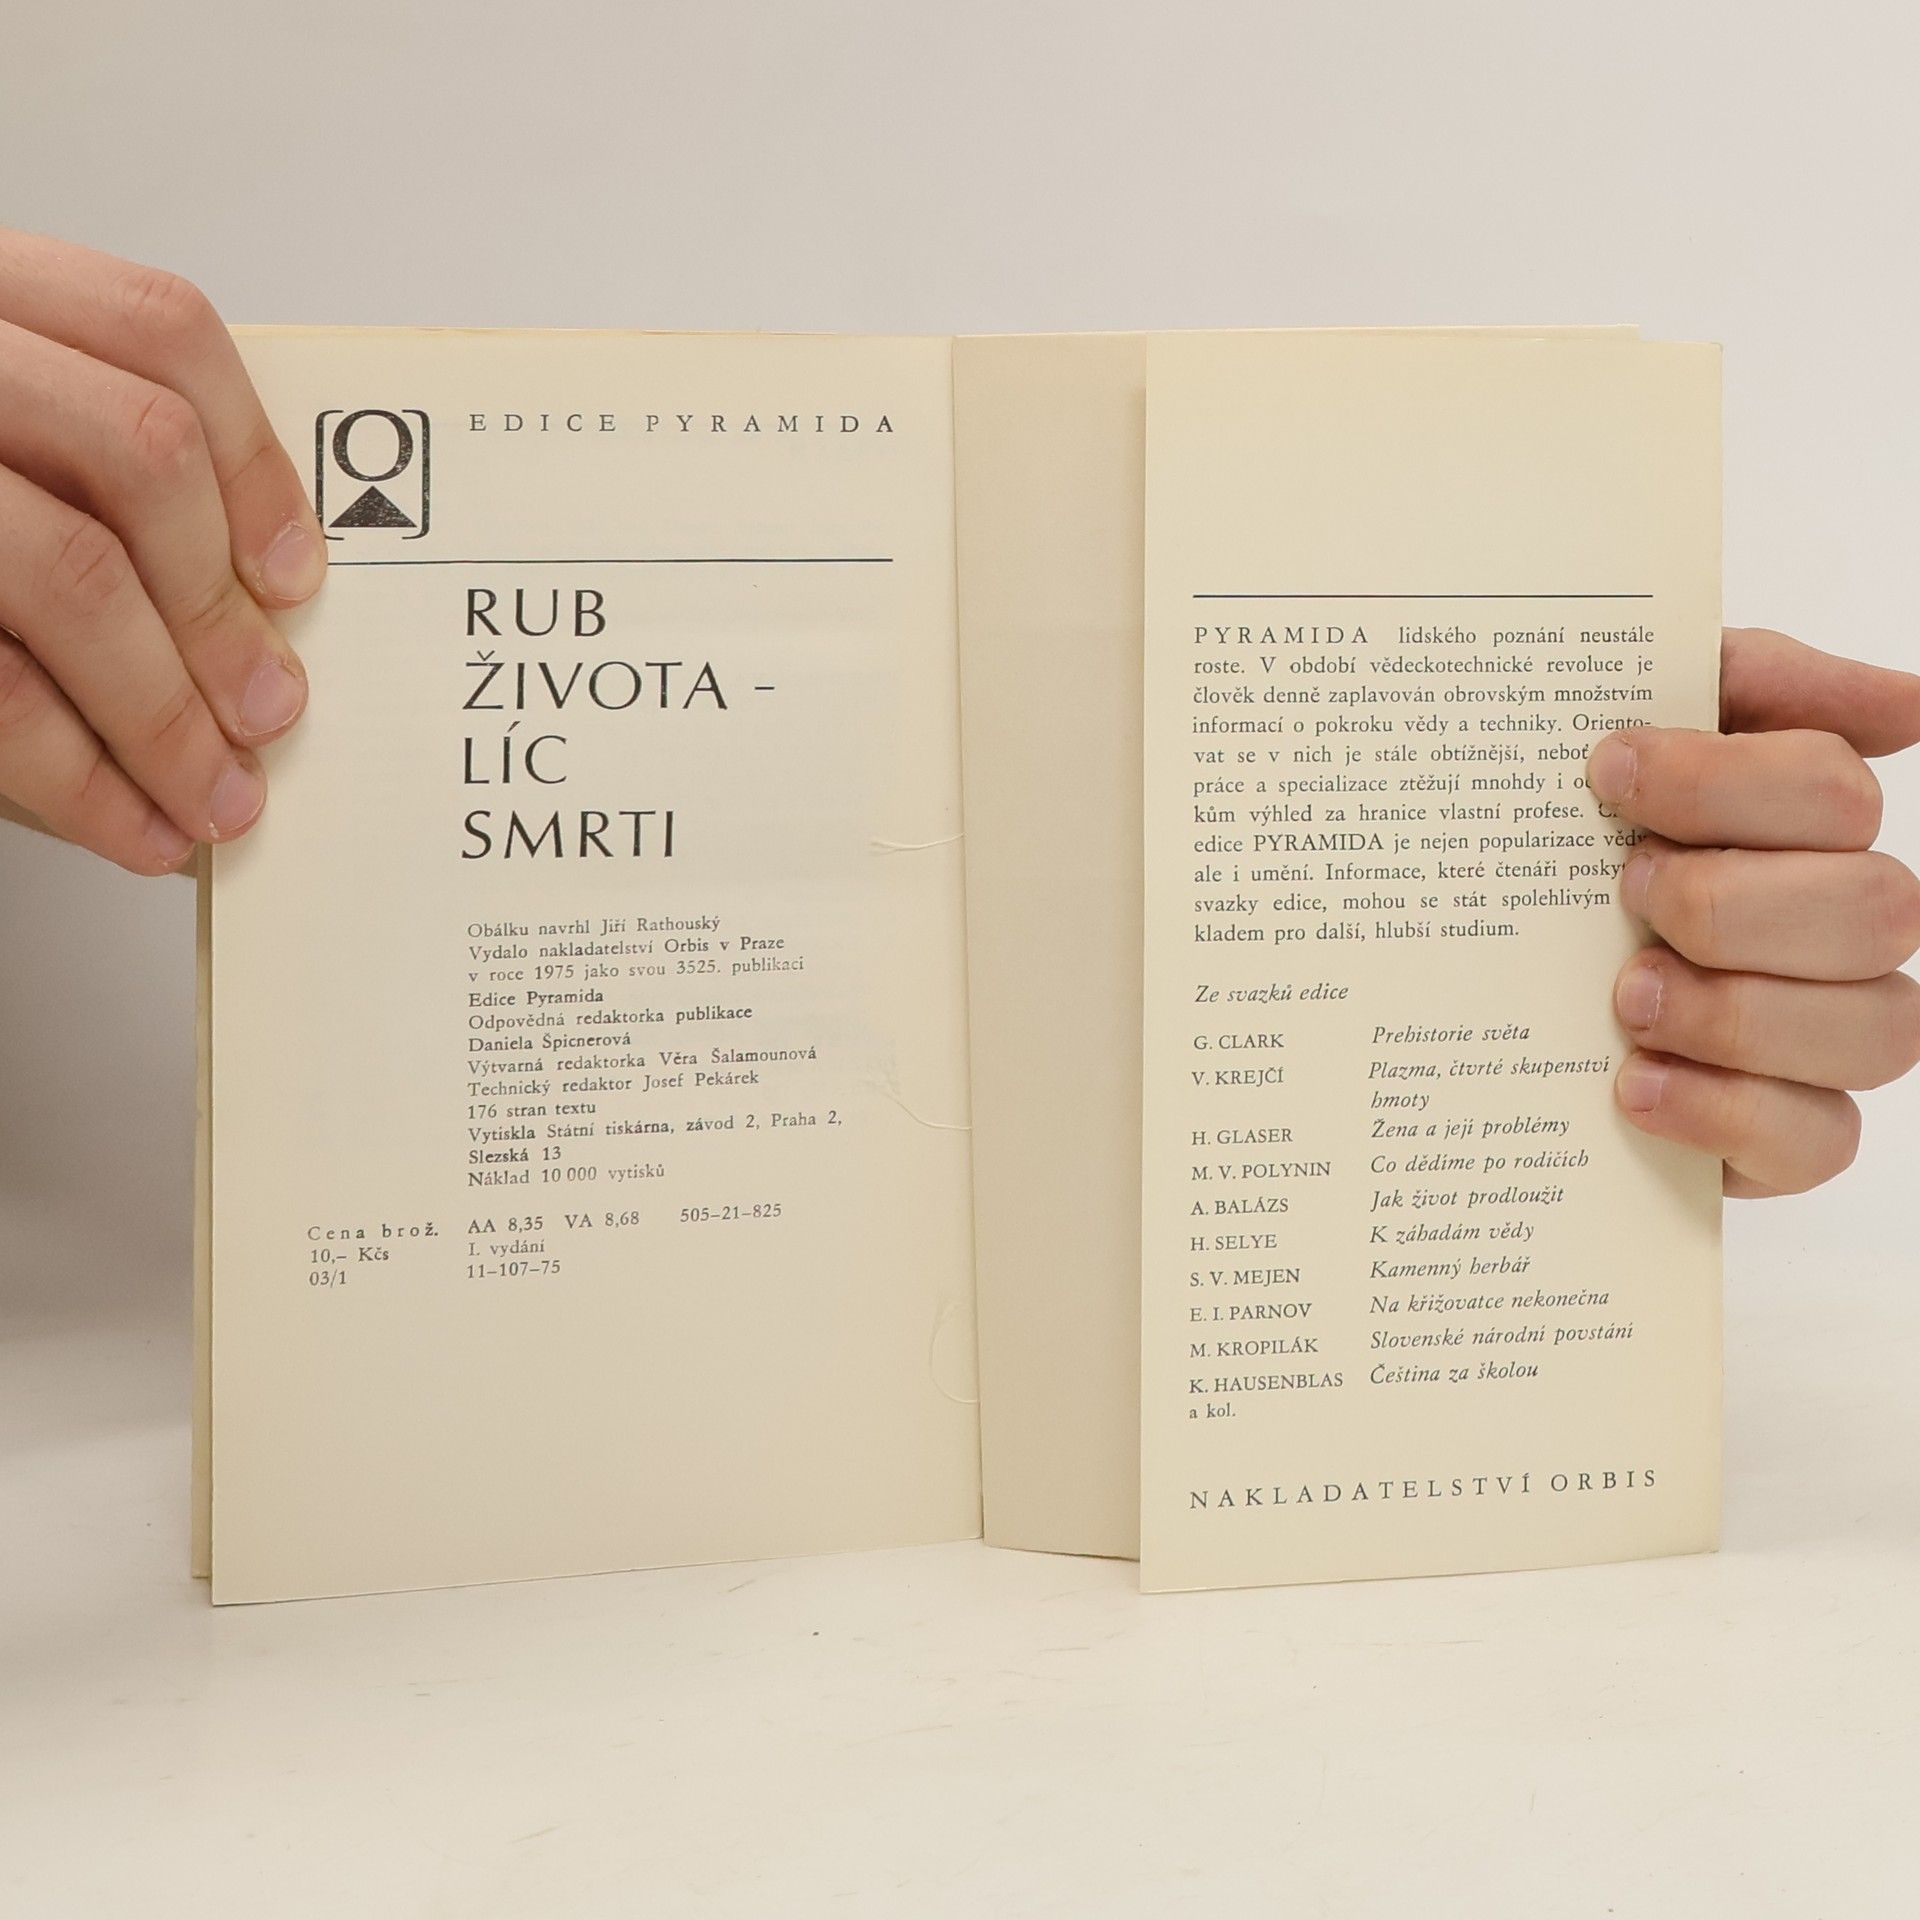 EDICE PYRAMIDA
RUB
ŽIVOTA –
LÍC
SMRTI
Obálku navrhl Jiří Rathouský
Vydalo nakladatelství Orbis v Praze
v roce 1975 jako svou 3525. publikaci
Edice Pyramida
Odpovědná redaktorka publikace
Daniela Špicnerová
Výtvarná redaktorka Věra Šalamounová
Technický redaktor Josef Pekárek
176 stran textu
Vytiskla Státní tiskárna, závod 2, Praha 2,
Slezská 13
Náklad 10 000 vytisků
Cena brož. AA 8,35 VA 8,68 505–21–825
10,– Kčs I. vydání
03/1 11–107–75
PYRAMIDA lidského poznání neustále
roste. V období vědeckotechnické revoluce je
člověk denně zaplavován obrovským množstvím
informací o pokroku vědy a techniky. Oriento-
vat se v nich je stále obtížnější, neboť
práce a specializace ztěžují mnohdy i
kům výhled za hranice vlastní profese.
edice PYRAMIDA je nejen popularizace vědy,
ale i umění. Informace, které čtenáři
svazky edice, mohou se stát spolehlivým
kladem pro další, hlubší studium.
Ze svazků edice
G. CLARK Prehistorie světa
V. KREJČÍ Plazma, čtvrté skupenství
hmoty
H. GLASER Žena a její problémy
M. V. POLYNIN Co dědíme po rodičích
A. BALÁZS Jak život prodloužit
H. SELYE K záhadám vědy
S. V. MEJEN Kamenný herbář
E. I. PARNOV Na křižovatce nekonečna
M. KROPILÁK Slovenské národní povstání
K. HAUSENBLAS Čeština za školou
a kol.
NAKLADATELSTVÍ ORBIS